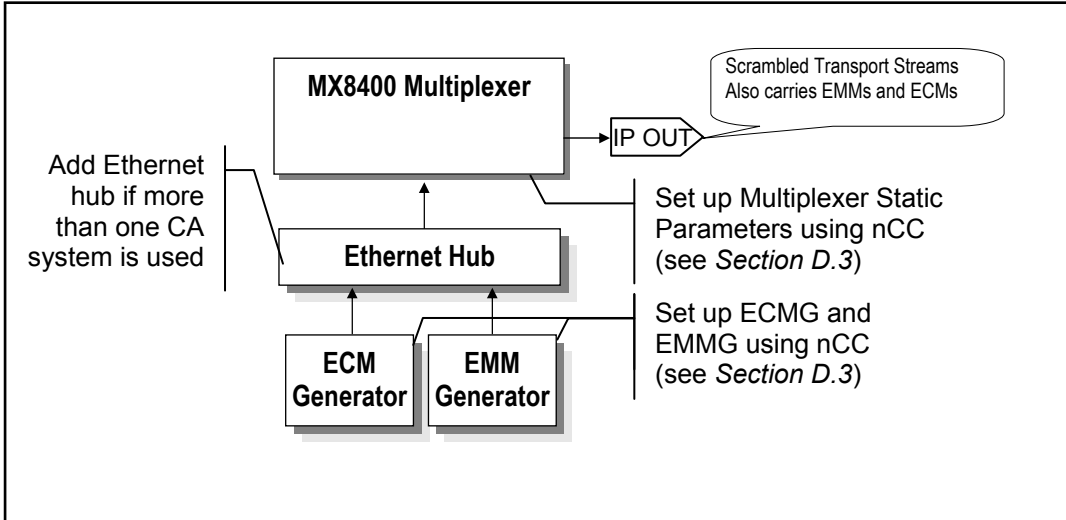 MX8400 Multiplexer
Scrambled Transport Streams
Also carries EMMs and ECMs
IP OUT
Add Ethernet
hub if more
than one CA
system is used
Set up Multiplexer Static
Parameters using nCC
(see Section D.3)
Ethernet Hub
Set up ECMG and
EMMG using nCC
(see Section D.3)
ECM
Generator
EMM
Generator